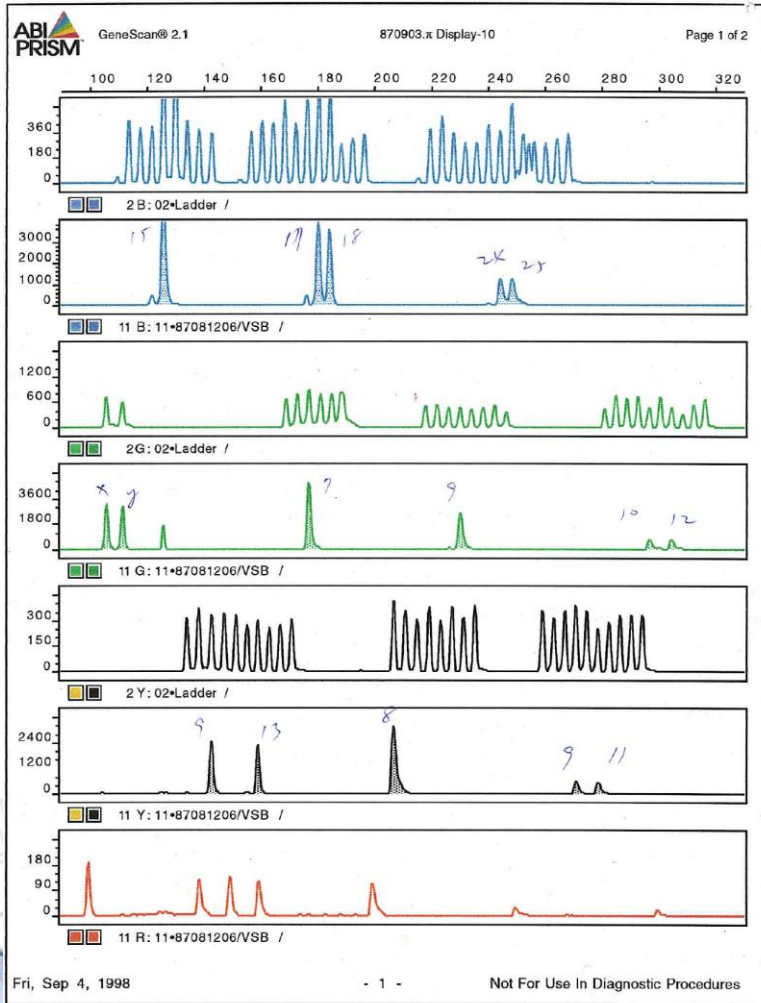 ABI PRISM GeneScan® 2.1 870903.π Display-10 Page 1 of 2
100 120 140 160 180 200 220 240 260 280 300 320
360
180
0
2 B: 02•Ladder /
3000
2000
1000
0
15 17 18 24 25
11 B: 11•87081206/VSB /
1200
600
0
2G: 02•Ladder /
3600
1800
0
x y 7 9 10 12
11 G: 11•87081206/VSB /
300
150
0
2 Y: 02•Ladder /
2400
1200
0
9 13 8 9 11
11 Y: 11•87081206/VSB /
180
90
0
11 R: 11•87081206/VSB /
Fri, Sep 4, 1998 - 1 - Not For Use In Diagnostic Procedures